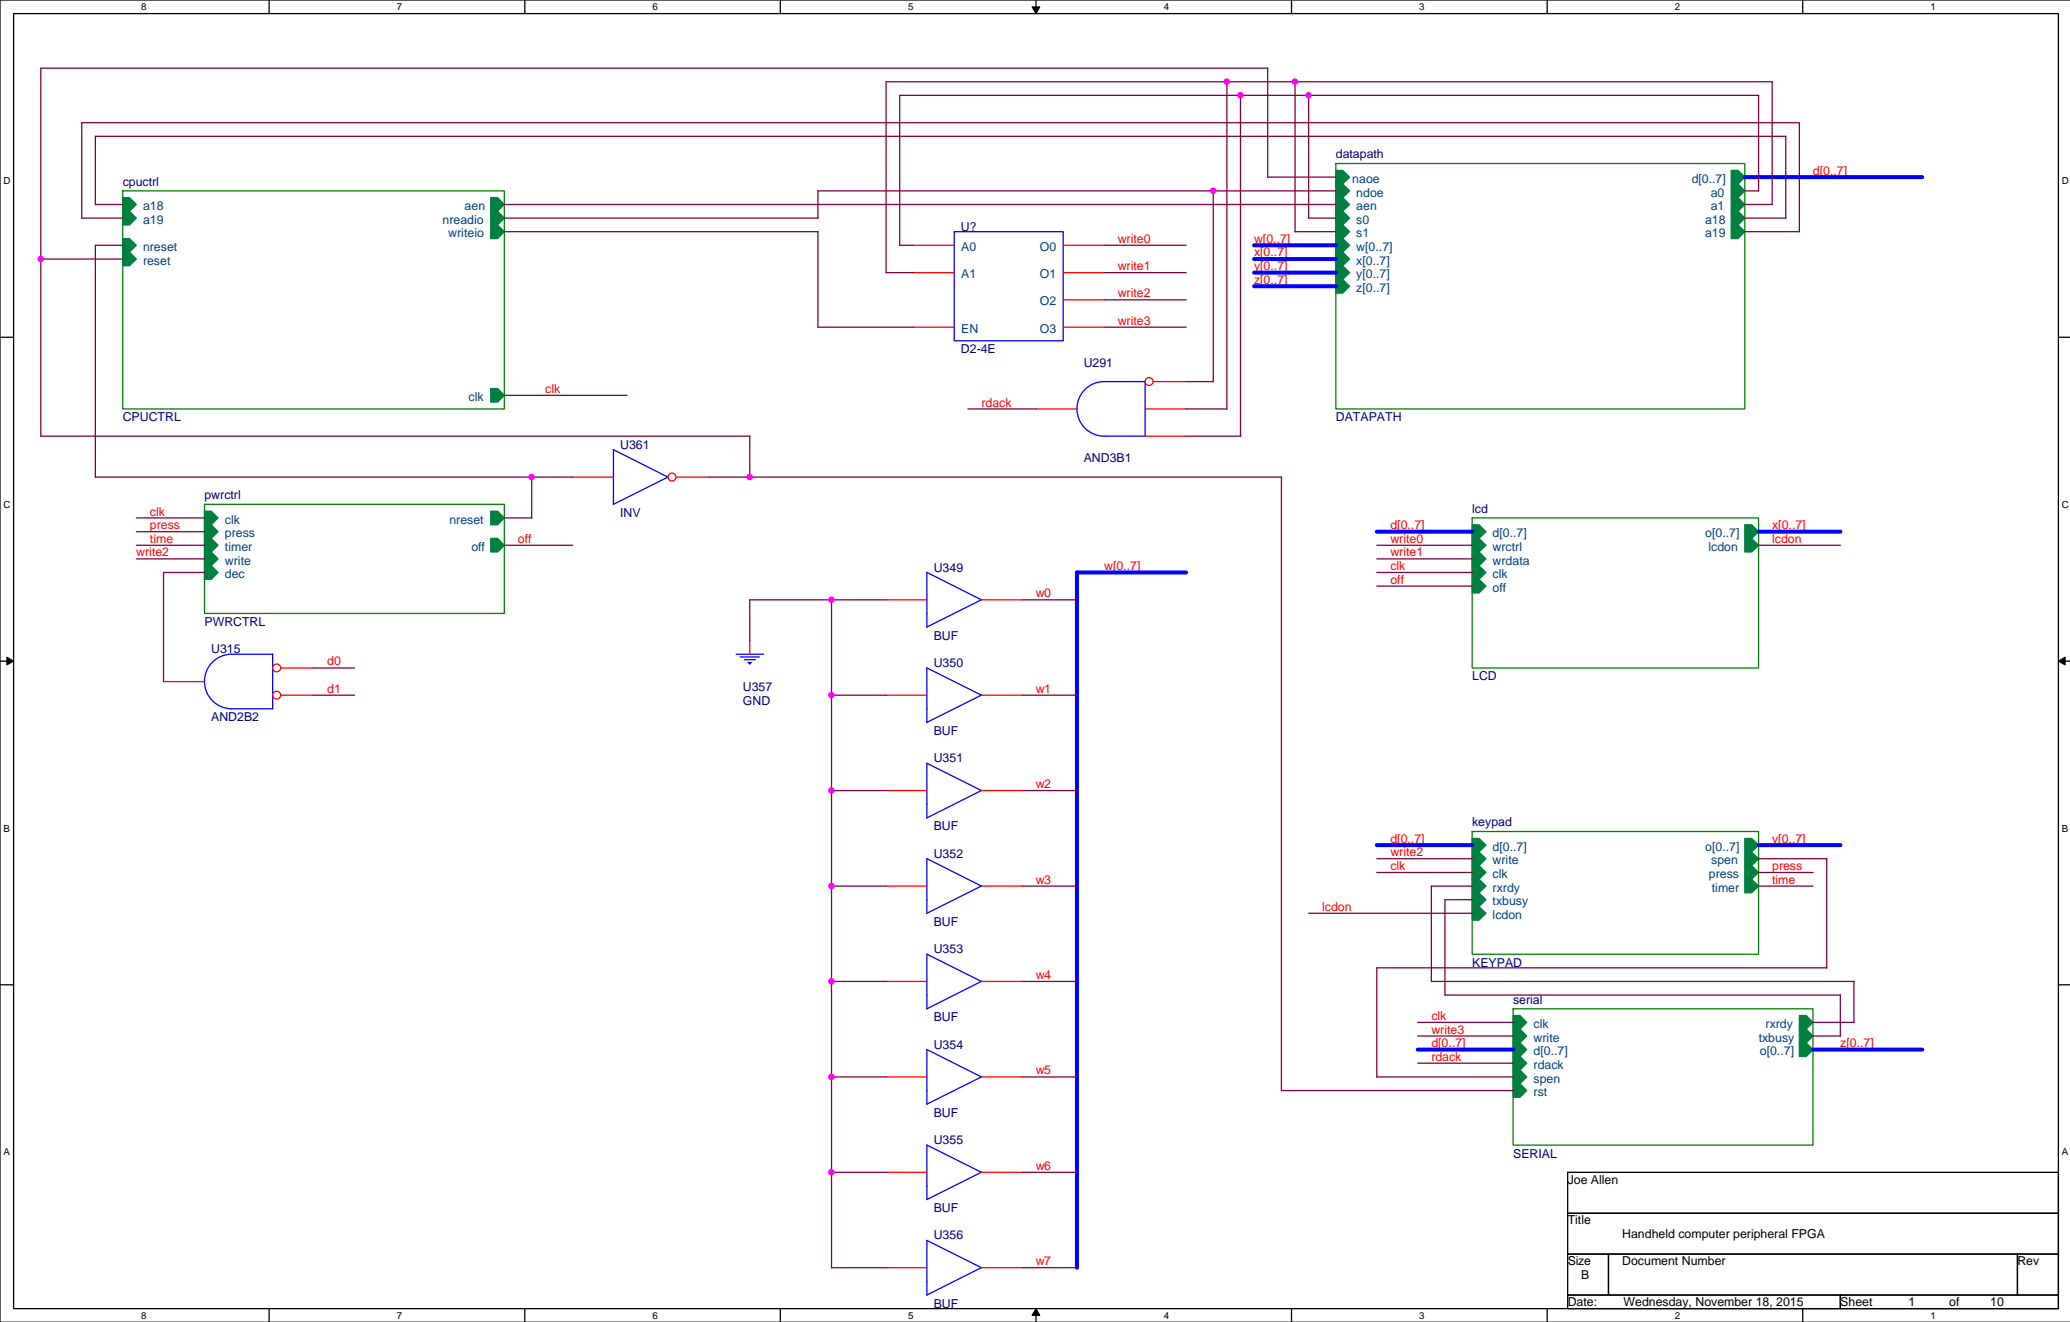 8 7 6 5 4 3 2 1
D
D
C
C
B
B
A
A
cpuctrl
a18
a19
nreset
reset
aen
nreadio
writeio
clk
clk
CPUCTRL
U?
A0
A1
EN
O0
O1
O2
O3
write0
write1
write2
write3
D2-4E
U291
rdack
AND3B1
datapath
naoe
ndoe
aen
s0
s1
w[0..7]
x[0..7]
y[0..7]
z[0..7]
w[0..7]
x[0..7]
y[0..7]
z[0..7]
d[0..7]
a0
a1
a18
a19
d[0..7]
DATAPATH
U361
INV
pwrctrl
clk
press
time
write2
clk
press
timer
write
dec
nreset
off
off
PWRCTRL
U315
d0
d1
AND2B2
U357
GND
w[0..7]
U349
w0
BUF
U350
w1
BUF
U351
w2
BUF
U352
w3
BUF
U353
w4
BUF
U354
w5
BUF
U355
w6
BUF
U356
w7
BUF
lcd
d[0..7]
write0
write1
clk
off
d[0..7]
wrctrl
wrdata
clk
off
o[0..7]
lcdon
x[0..7]
lcdon
LCD
keypad
d[0..7]
write2
clk
lcdon
d[0..7]
write
clk
rxrdy
txbusy
lcdon
o[0..7]
spen
press
timer
y[0..7]
press
time
KEYPAD
serial
clk
write3
d[0..7]
rdack
clk
write
d[0..7]
rdack
spen
rst
rxrdy
txbusy
o[0..7]
z[0..7]
SERIAL
Joe Allen
Title
Handheld computer peripheral FPGA
Size Document Number Rev
B
Date: Wednesday, November 18, 2015 Sheet 1 of 10
8 7 6 5 4 3 2 1